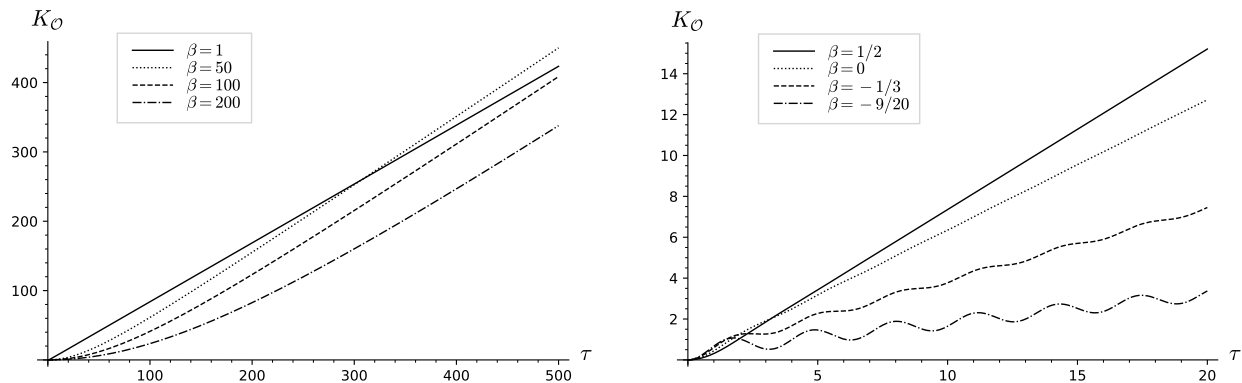 K_𝒪
β = 1
β = 50
β = 100
β = 200
400
300
200
100
100 200 300 400 500 τ
K_𝒪
β = 1/2
β = 0
β = −1/3
β = −9/20
14
12
10
8
6
4
2
5 10 15 20 τ